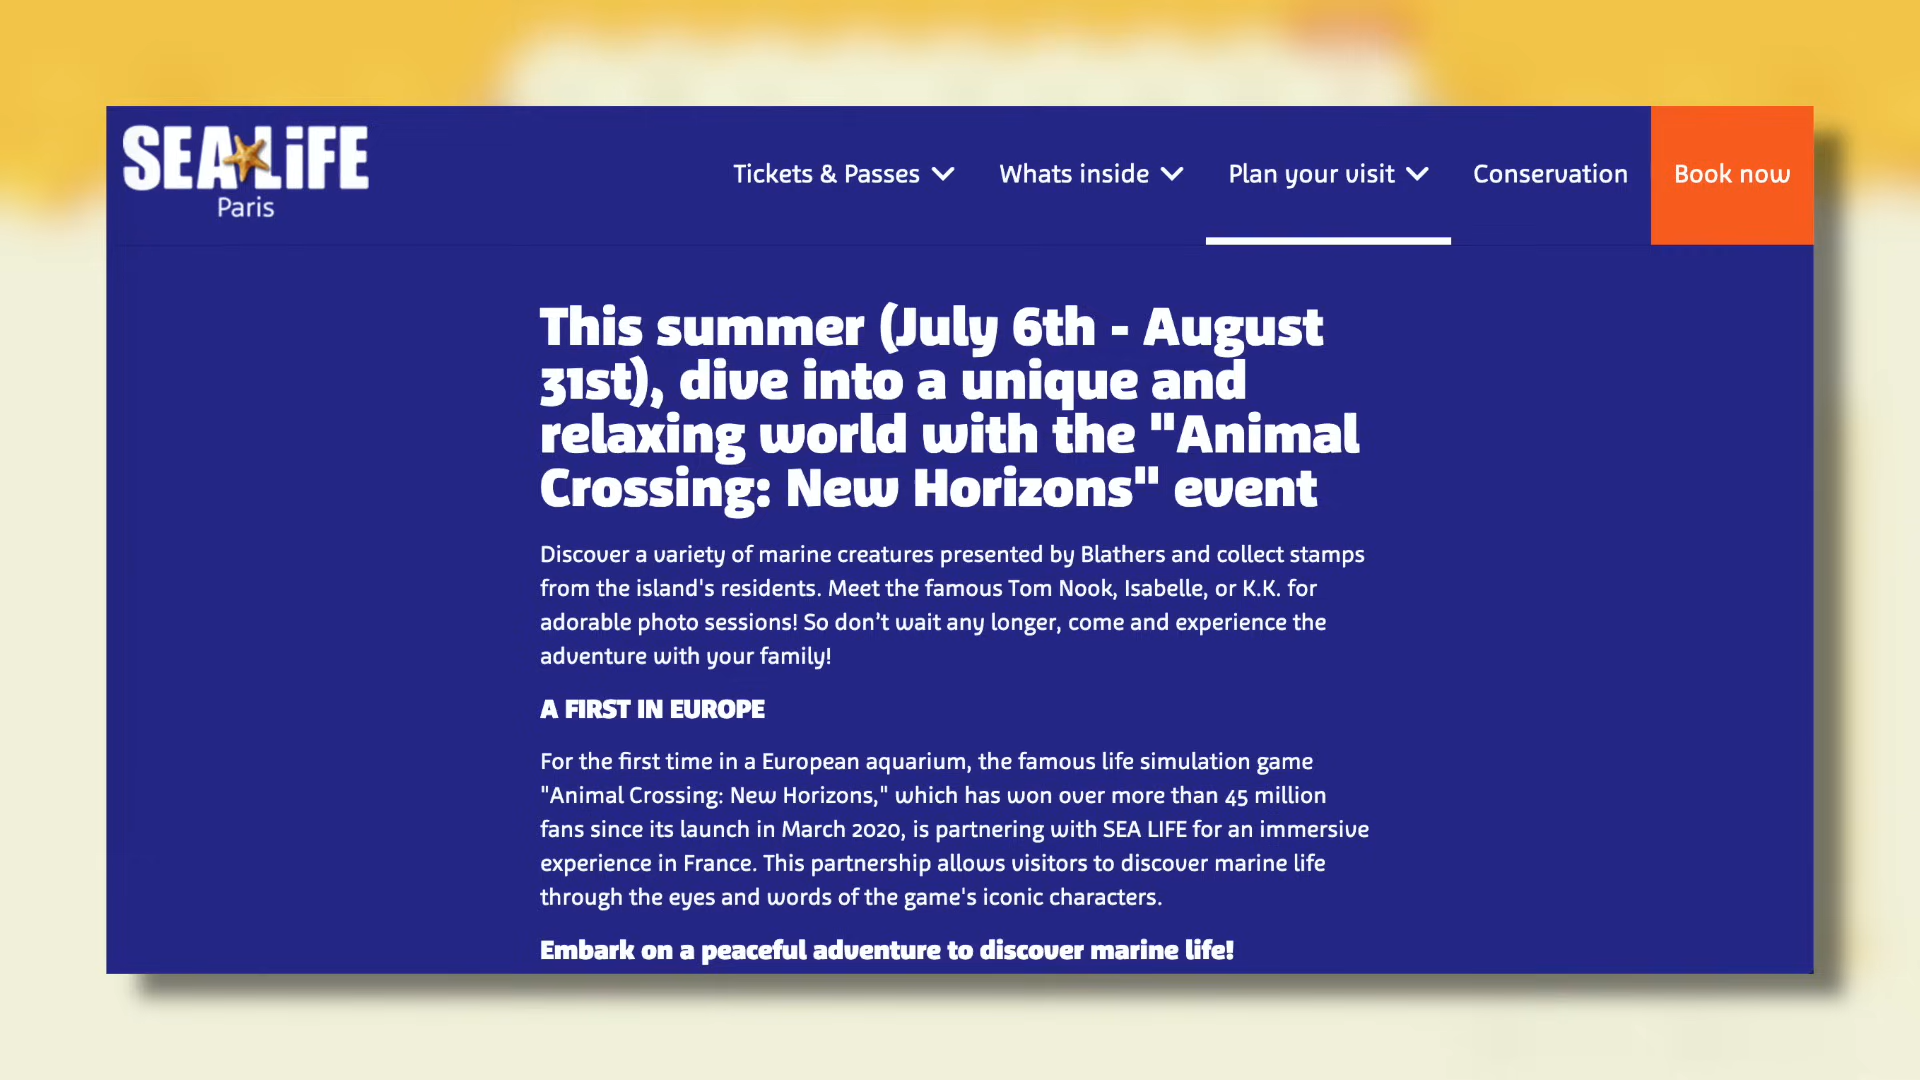 SEA LiFE
Paris
Tickets & Passes
Whats inside
Plan your visit
Conservation
Book now
This summer (July 6th - August
31st), dive into a unique and
relaxing world with the "Animal
Crossing: New Horizons" event
Discover a variety of marine creatures presented by Blathers and collect stamps
from the island's residents. Meet the famous Tom Nook, Isabelle, or K.K. for
adorable photo sessions! So don’t wait any longer, come and experience the
adventure with your family!
A FIRST IN EUROPE
For the first time in a European aquarium, the famous life simulation game
"Animal Crossing: New Horizons," which has won over more than 45 million
fans since its launch in March 2020, is partnering with SEA LIFE for an immersive
experience in France. This partnership allows visitors to discover marine life
through the eyes and words of the game's iconic characters.
Embark on a peaceful adventure to discover marine life!